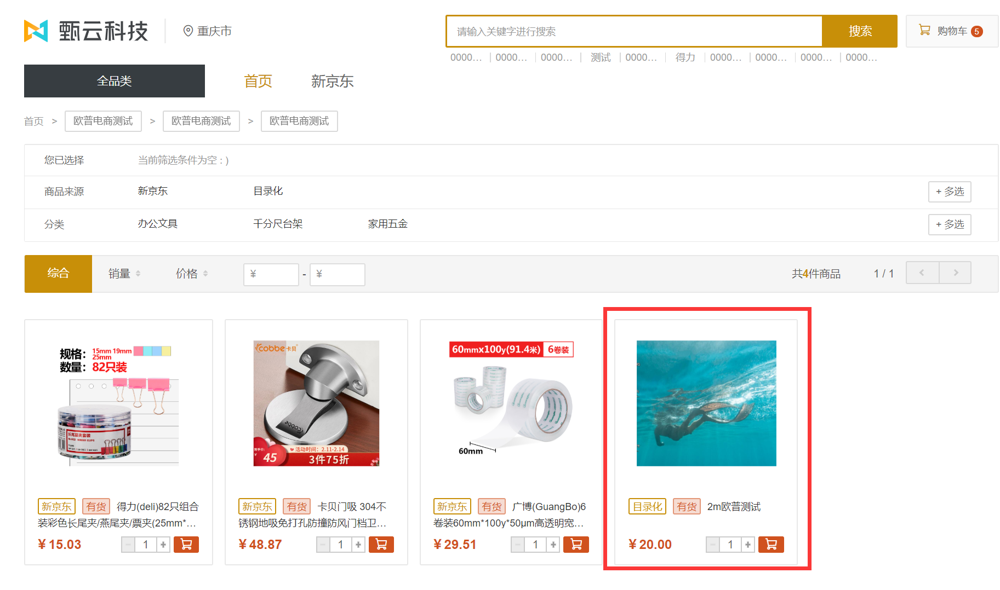 甄云科技
重庆市
请输入关键字进行搜索
搜索
购物车 5
0000… 0000… 0000… 测试 0000… 得力 0000… 0000… 0000… 0000…
全品类 首页 新京东
首页 > 欧普电商测试 > 欧普电商测试 > 欧普电商测试
您已选择 当前筛选条件为空 : )
商品来源 新京东 目录化 + 多选
分类 办公文具 千分尺台架 家用五金 + 多选
综合 销量 价格 ¥ - ¥ 共4件商品 1 / 1 < >
规格: 15mm 19mm
25mm
数量: 82只装
长尾票夹套装
BINDER CLIPS
新京东 有货 得力(deli)82只组合
装彩色长尾夹/燕尾夹/票夹(25mm*…
¥ 15.03 − 1 +
cobbe 卡贝
cobbe
到手价:
¥ 45
活动时间: 2.11-2.14
3件75折
新京东 有货 卡贝门吸 304不
锈钢地吸免打孔防撞防风门档卫…
¥ 48.87 − 1 +
60mmx100y(91.4米) 6卷装
60mm
新京东 有货 广博(GuangBo)6
卷装60mm*100y*50μm高透明宽…
¥ 29.51 − 1 +
目录化 有货 2m欧普测试
¥ 20.00 − 1 +